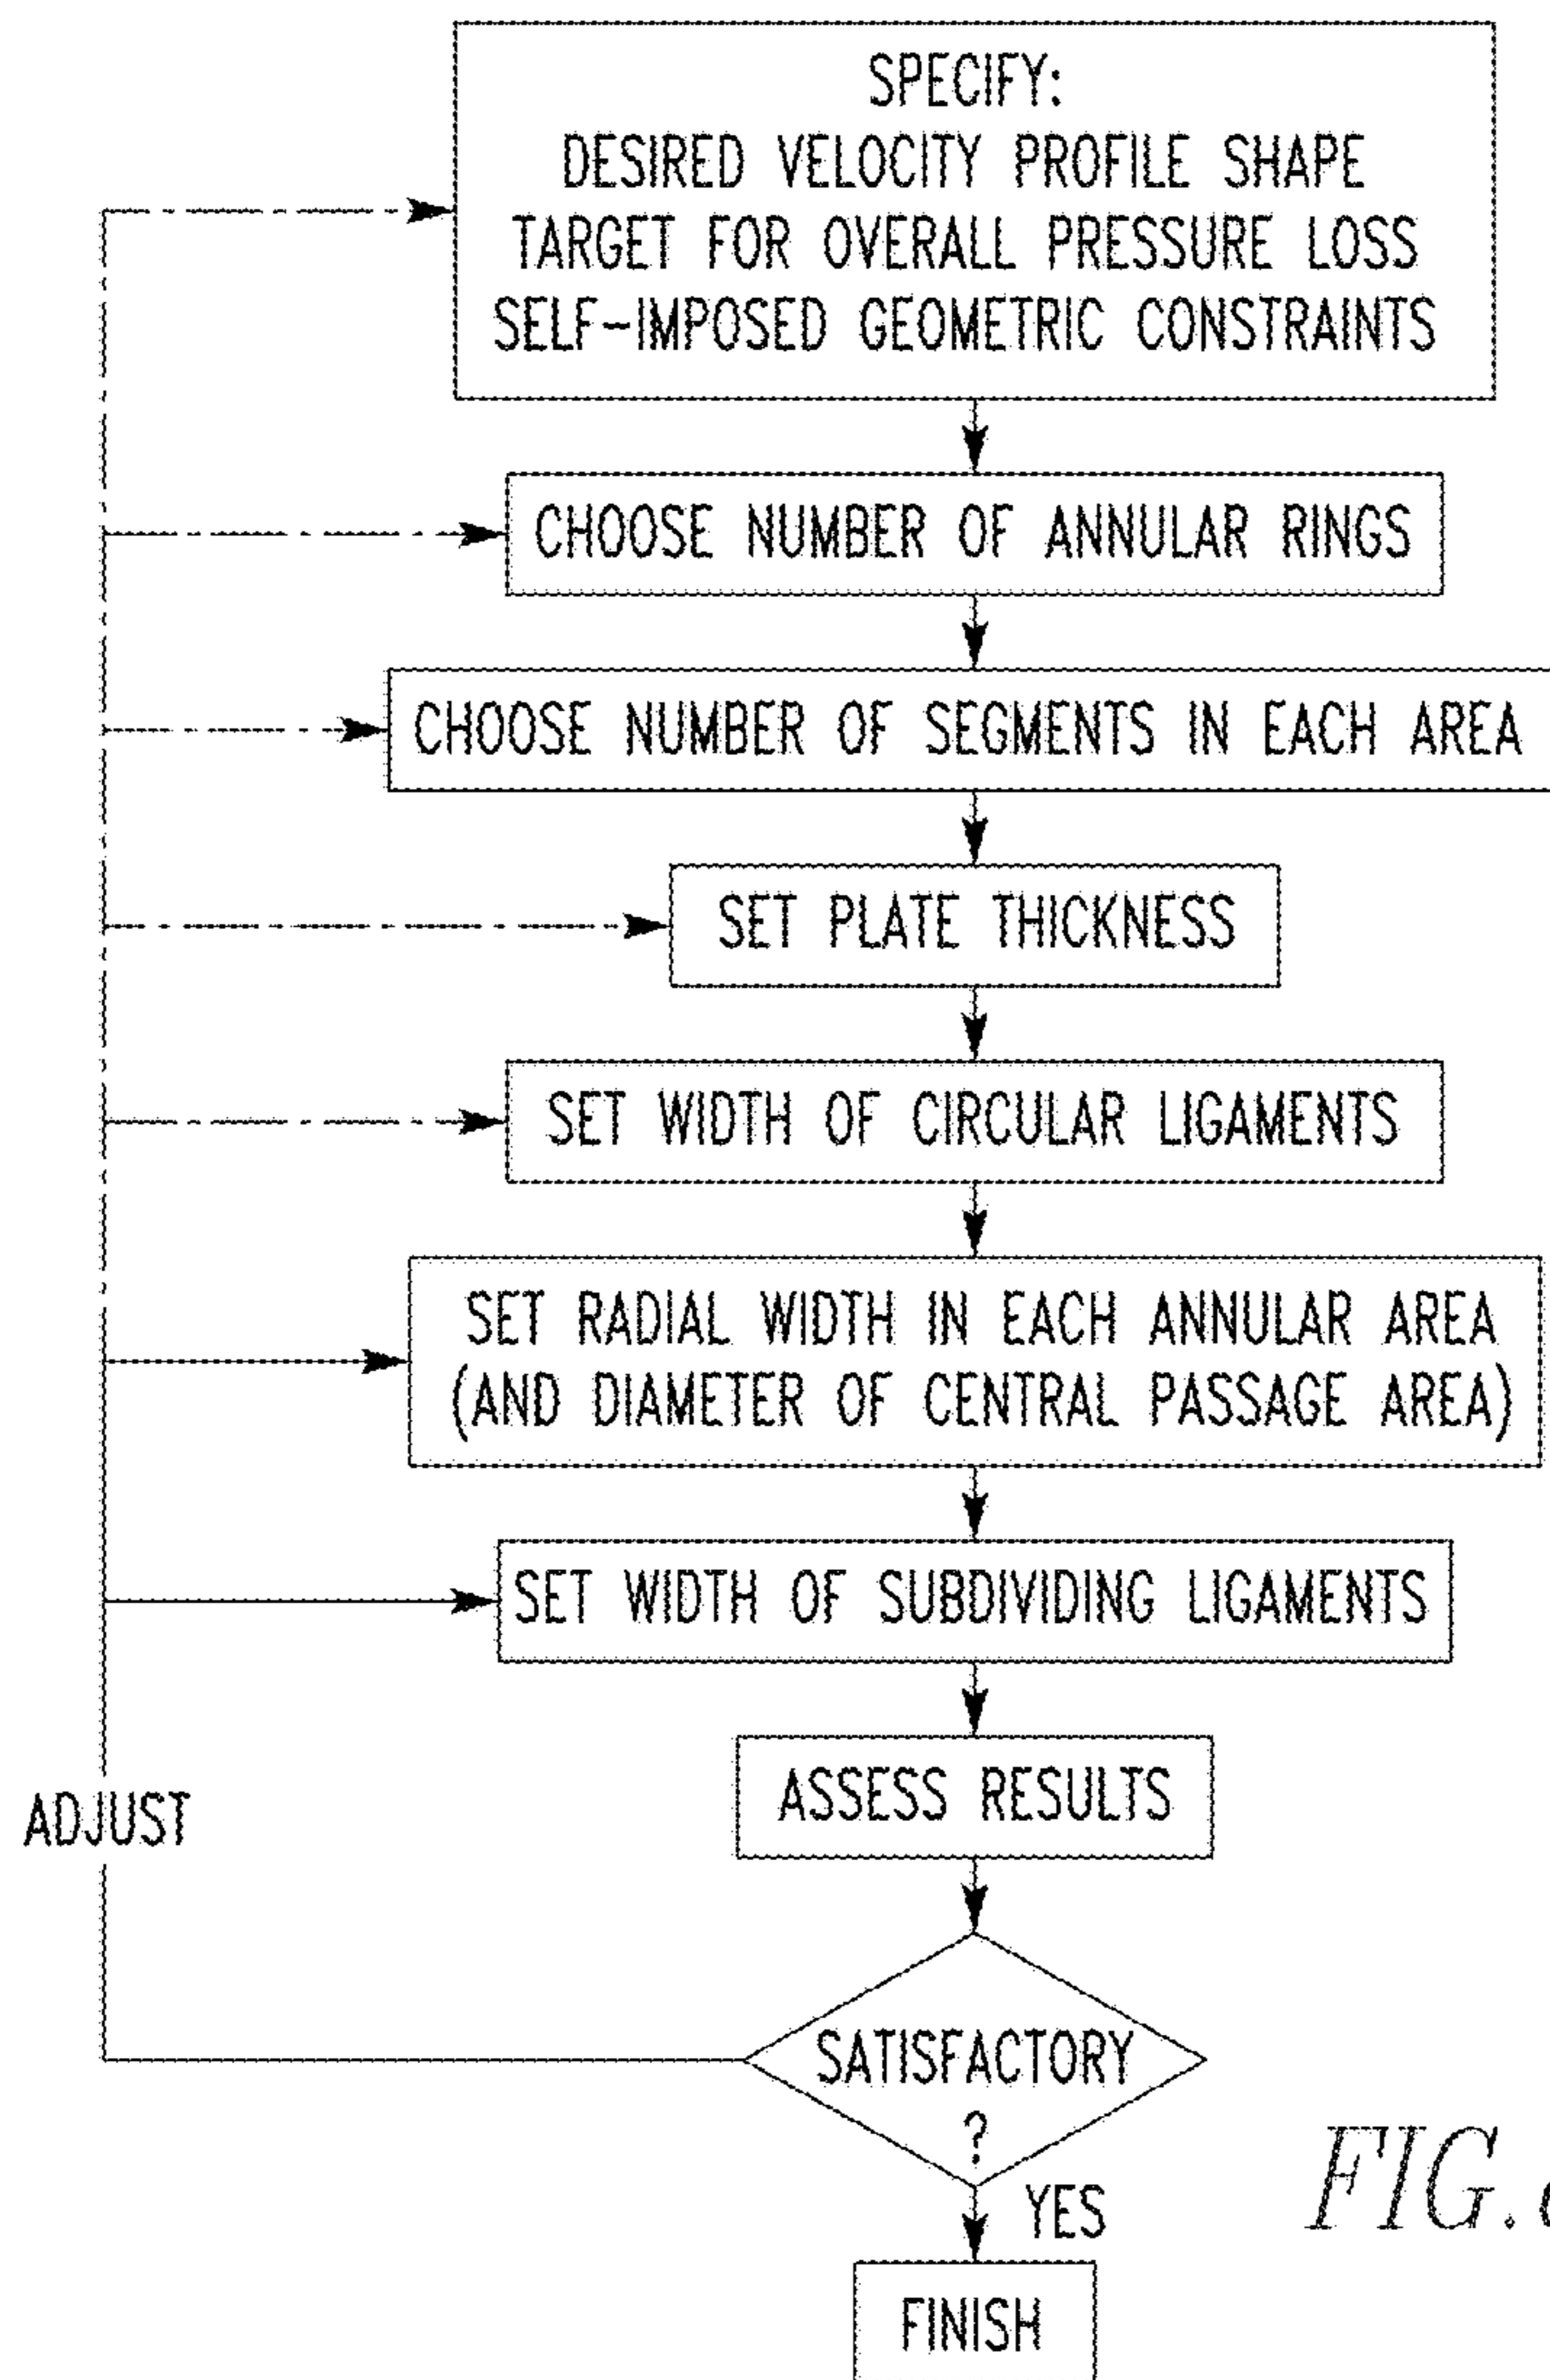 SPECIFY:
DESIRED VELOCITY PROFILE SHAPE
TARGET FOR OVERALL PRESSURE LOSS
SELF-IMPOSED GEOMETRIC CONSTRAINTS
CHOOSE NUMBER OF ANNULAR RINGS
CHOOSE NUMBER OF SEGMENTS IN EACH AREA
SET PLATE THICKNESS
SET WIDTH OF CIRCULAR LIGAMENTS
SET RADIAL WIDTH IN EACH ANNULAR AREA
(AND DIAMETER OF CENTRAL PASSAGE AREA)
SET WIDTH OF SUBDIVIDING LIGAMENTS
ASSESS RESULTS
ADJUST
SATISFACTORY
?
YES
FIG.
FINISH